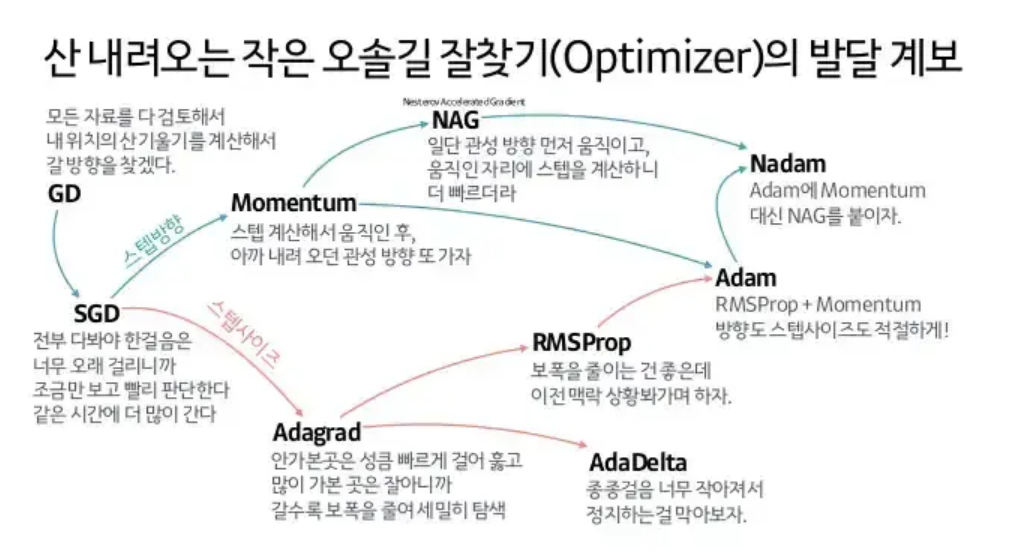 산 내려오는 작은 오솔길 잘찾기(Optimizer)의 발달 계보
모든 자료를 다 검토해서
내 위치의 산기울기를 계산해서
갈 방향을 찾겠다.
GD
스텝방향
Momentum
스텝 계산해서 움직인 후,
아까 내려 오던 관성 방향 또 가자
Nesterov Accelerated Gradient
NAG
일단 관성 방향 먼저 움직이고,
움직인 자리에 스텝을 계산하니
더 빠르더라
Nadam
Adam에 Momentum
대신 NAG를 붙이자.
Adam
RMSProp + Momentum
방향도 스텝사이즈도 적절하게!
SGD
전부 다봐야 한걸음은
너무 오래 걸리니까
조금만 보고 빨리 판단한다
같은 시간에 더 많이 간다
스텝사이즈
RMSProp
보폭을 줄이는 건 좋은데
이전 맥락 상황봐가며 하자.
Adagrad
안가본곳은 성큼 빠르게 걸어 훓고
많이 가본 곳은 잘아니까
갈수록 보폭을 줄여 세밀히 탐색
AdaDelta
종종걸음 너무 작아져서
정지하는걸 막아보자.